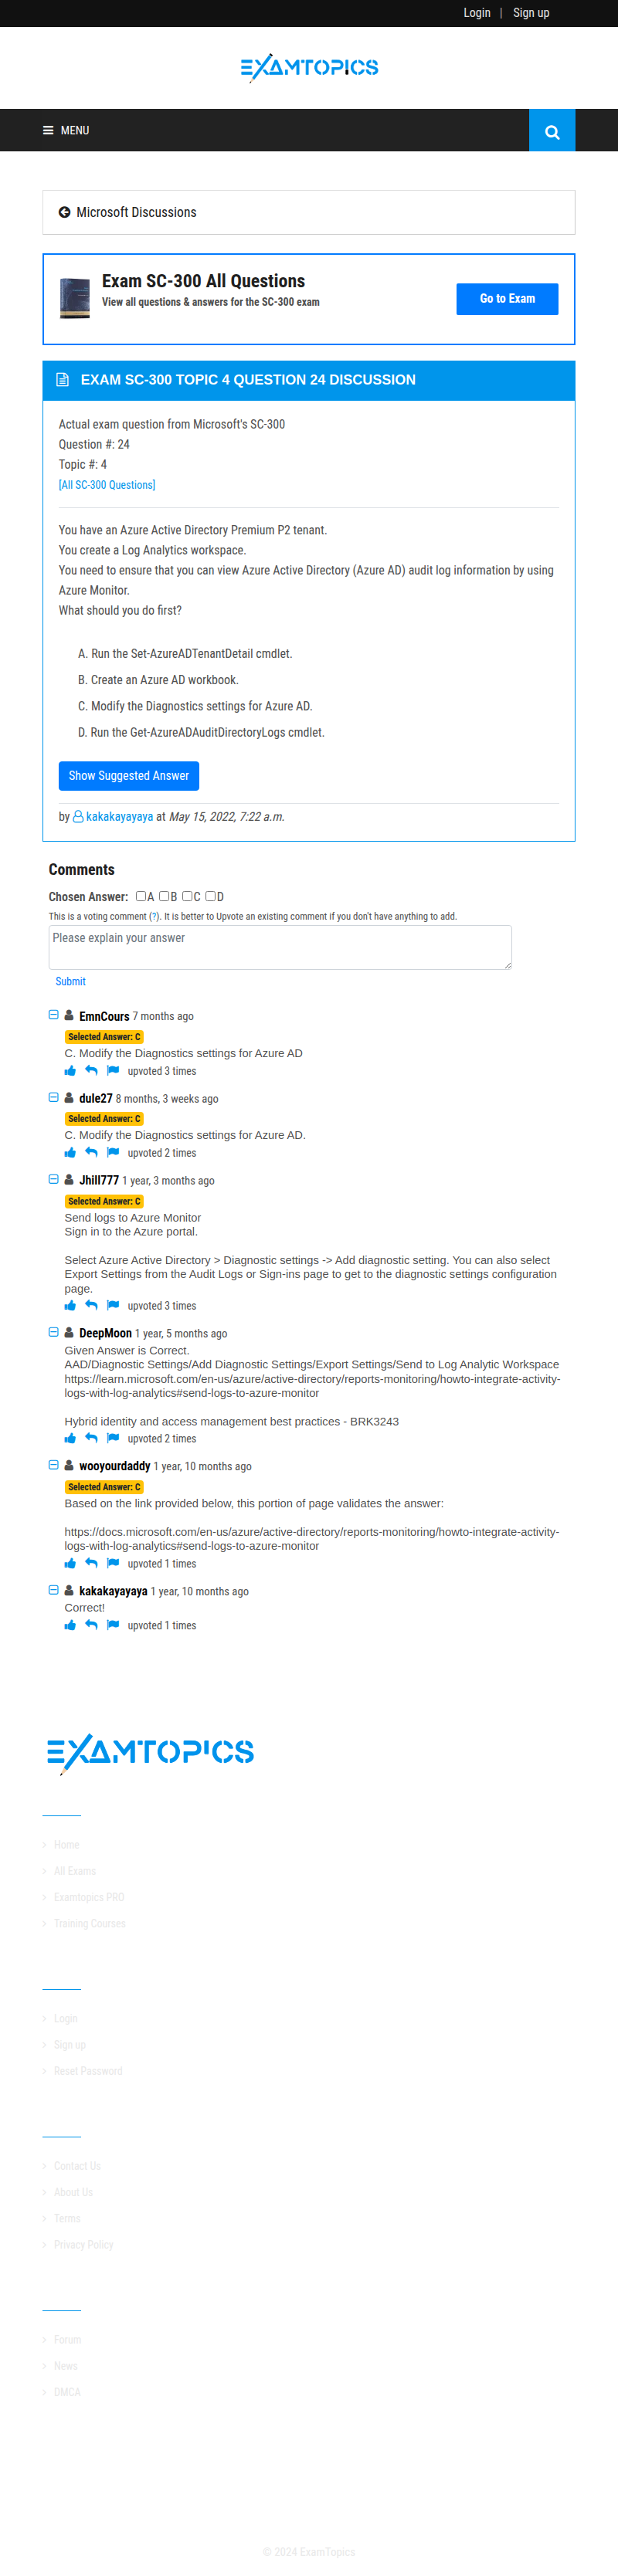 Login | Sign up
EXAMTOPICS
MENU
Microsoft Discussions
Exam SC-300 All Questions
View all questions & answers for the SC-300 exam
Go to Exam
EXAM SC-300 TOPIC 4 QUESTION 24 DISCUSSION
Actual exam question from Microsoft's SC-300
Question #: 24
Topic #: 4
[All SC-300 Questions]
You have an Azure Active Directory Premium P2 tenant.
You create a Log Analytics workspace.
You need to ensure that you can view Azure Active Directory (Azure AD) audit log information by using
Azure Monitor.
What should you do first?
A. Run the Set-AzureADTenantDetail cmdlet.
B. Create an Azure AD workbook.
C. Modify the Diagnostics settings for Azure AD.
D. Run the Get-AzureADAuditDirectoryLogs cmdlet.
Show Suggested Answer
by kakakayayaya at May 15, 2022, 7:22 a.m.
Comments
Chosen Answer: A B C D
This is a voting comment (?). It is better to Upvote an existing comment if you don't have anything to add.
Please explain your answer
Submit
EmnCours 7 months ago
Selected Answer: C
C. Modify the Diagnostics settings for Azure AD
upvoted 3 times
dule27 8 months, 3 weeks ago
Selected Answer: C
C. Modify the Diagnostics settings for Azure AD.
upvoted 2 times
Jhill777 1 year, 3 months ago
Selected Answer: C
Send logs to Azure Monitor
Sign in to the Azure portal.
Select Azure Active Directory > Diagnostic settings -> Add diagnostic setting. You can also select
Export Settings from the Audit Logs or Sign-ins page to get to the diagnostic settings configuration
page.
upvoted 3 times
DeepMoon 1 year, 5 months ago
Given Answer is Correct.
AAD/Diagnostic Settings/Add Diagnostic Settings/Export Settings/Send to Log Analytic Workspace
https://learn.microsoft.com/en-us/azure/active-directory/reports-monitoring/howto-integrate-activity-
logs-with-log-analytics#send-logs-to-azure-monitor
Hybrid identity and access management best practices - BRK3243
upvoted 2 times
wooyourdaddy 1 year, 10 months ago
Selected Answer: C
Based on the link provided below, this portion of page validates the answer:
https://docs.microsoft.com/en-us/azure/active-directory/reports-monitoring/howto-integrate-activity-
logs-with-log-analytics#send-logs-to-azure-monitor
upvoted 1 times
kakakayayaya 1 year, 10 months ago
Correct!
upvoted 1 times
EXAMTOPICS
Home
All Exams
Examtopics PRO
Training Courses
Login
Sign up
Reset Password
Contact Us
About Us
Terms
Privacy Policy
Forum
News
DMCA
© 2024 ExamTopics